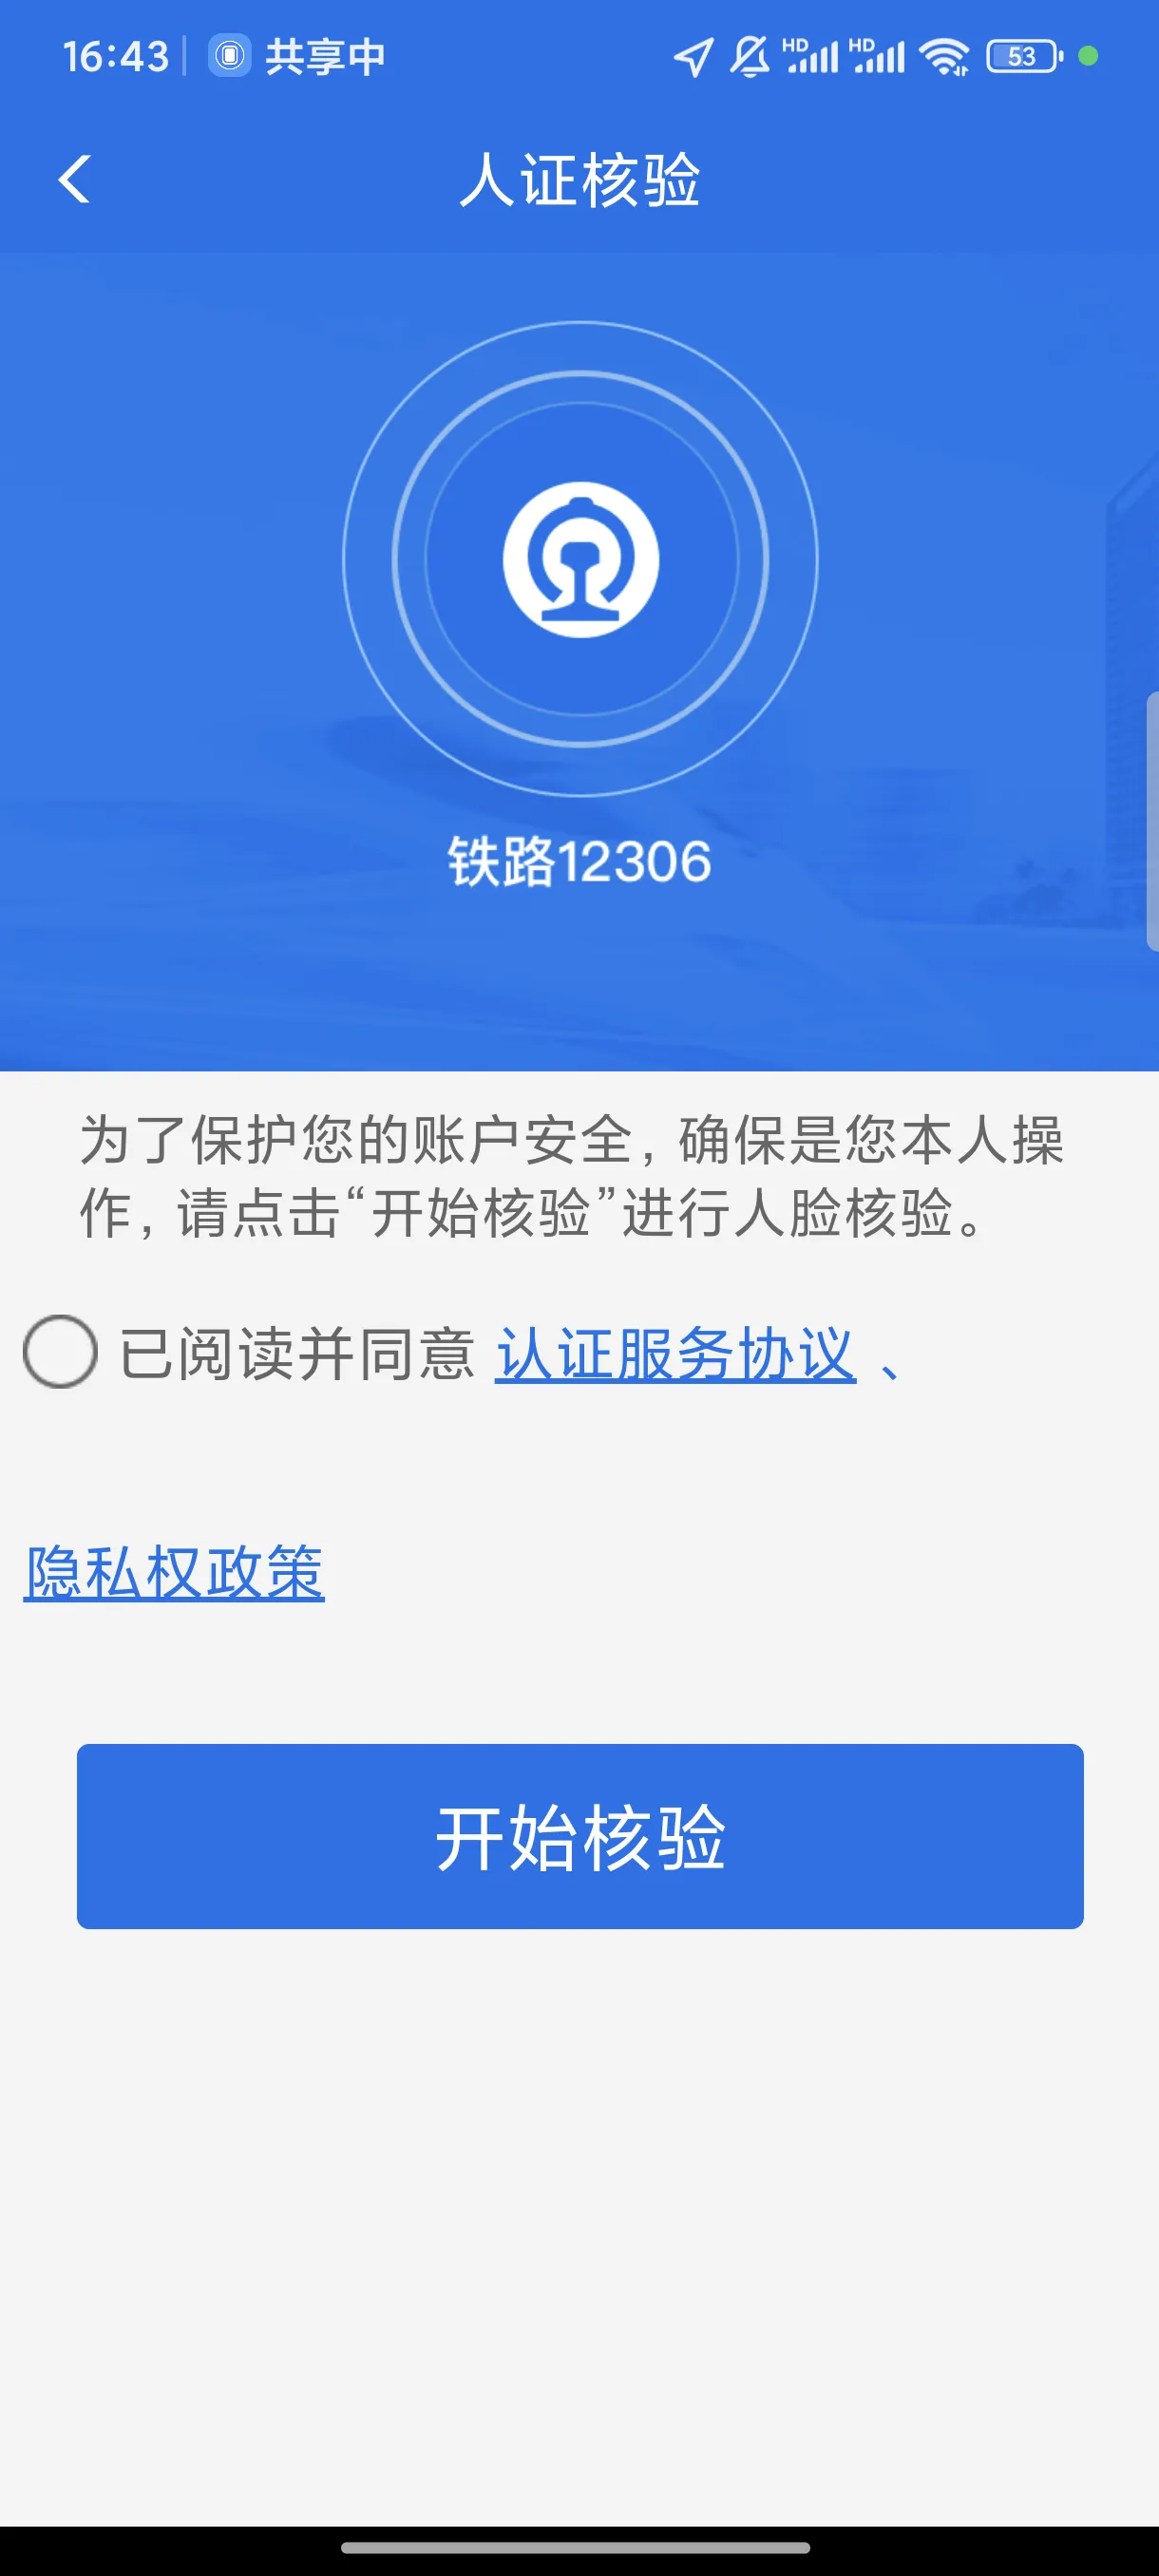 16:43 共享中 HD HD 53
人证核验
铁路12306
为了保护您的账户安全，确保是您本人操
作，请点击“开始核验”进行人脸核验。
已阅读并同意 认证服务协议 、
隐私权政策
开始核验